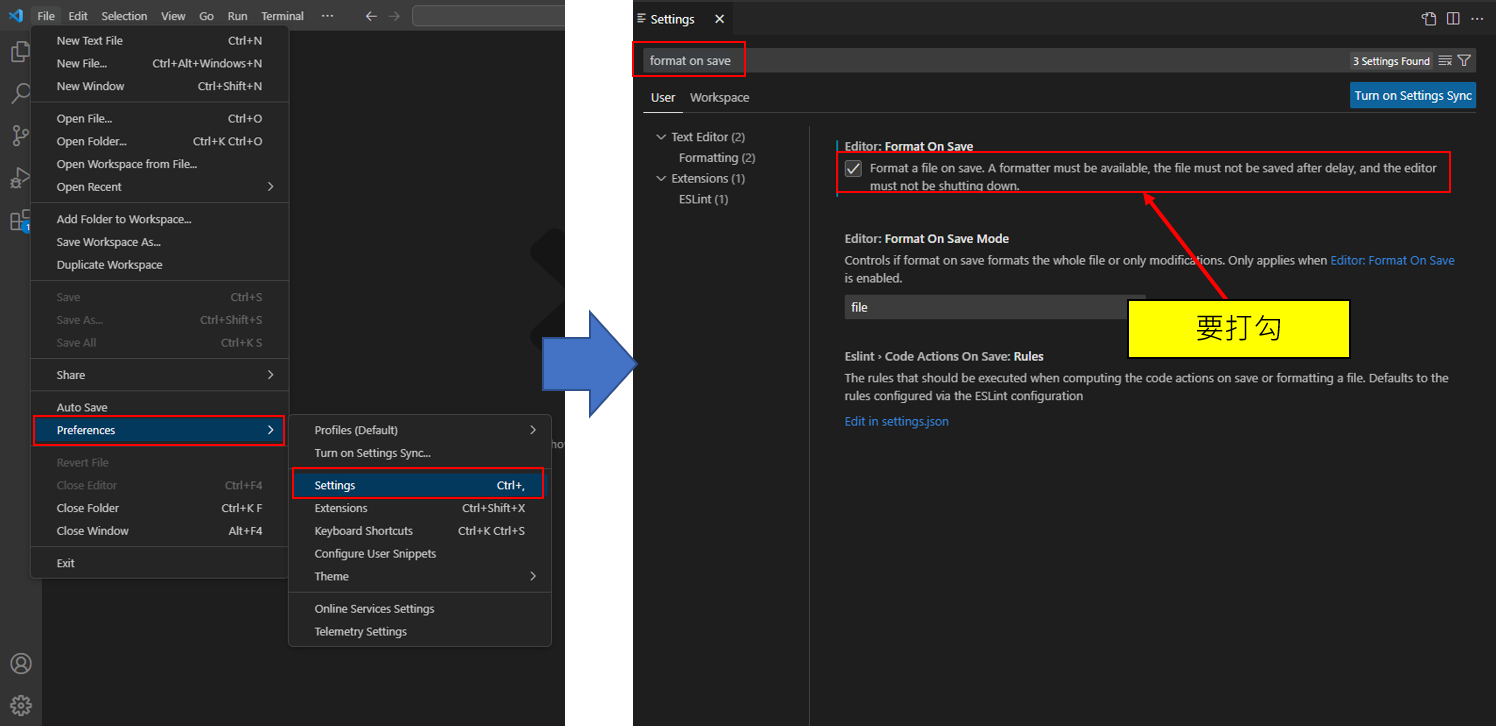 File Edit Selection View Go Run Terminal ···
New Text File Ctrl+N
New File... Ctrl+Alt+Windows+N
New Window Ctrl+Shift+N
Open File... Ctrl+O
Open Folder... Ctrl+K Ctrl+O
Open Workspace from File...
Open Recent
Add Folder to Workspace...
Save Workspace As...
Duplicate Workspace
Save Ctrl+S
Save As... Ctrl+Shift+S
Save All Ctrl+K S
Share
Auto Save
Preferences
Revert File
Close Editor Ctrl+F4
Close Folder Ctrl+K F
Close Window Alt+F4
Exit
1
Profiles (Default)
Turn on Settings Sync...
Settings Ctrl+,
Extensions Ctrl+Shift+X
Keyboard Shortcuts Ctrl+K Ctrl+S
Configure User Snippets
Theme
Online Services Settings
Telemetry Settings
Settings
format on save
3 Settings Found
User Workspace
Turn on Settings Sync
Text Editor (2)
Formatting (2)
Extensions (1)
ESLint (1)
Editor: Format On Save
Format a file on save. A formatter must be available, the file must not be saved after delay, and the editor
must not be shutting down.
Editor: Format On Save Mode
Controls if format on save formats the whole file or only modifications. Only applies when Editor: Format On Save
is enabled.
file
要打勾
Eslint › Code Actions On Save: Rules
The rules that should be executed when computing the code actions on save or formatting a file. Defaults to the
rules configured via the ESLint configuration
Edit in settings.json